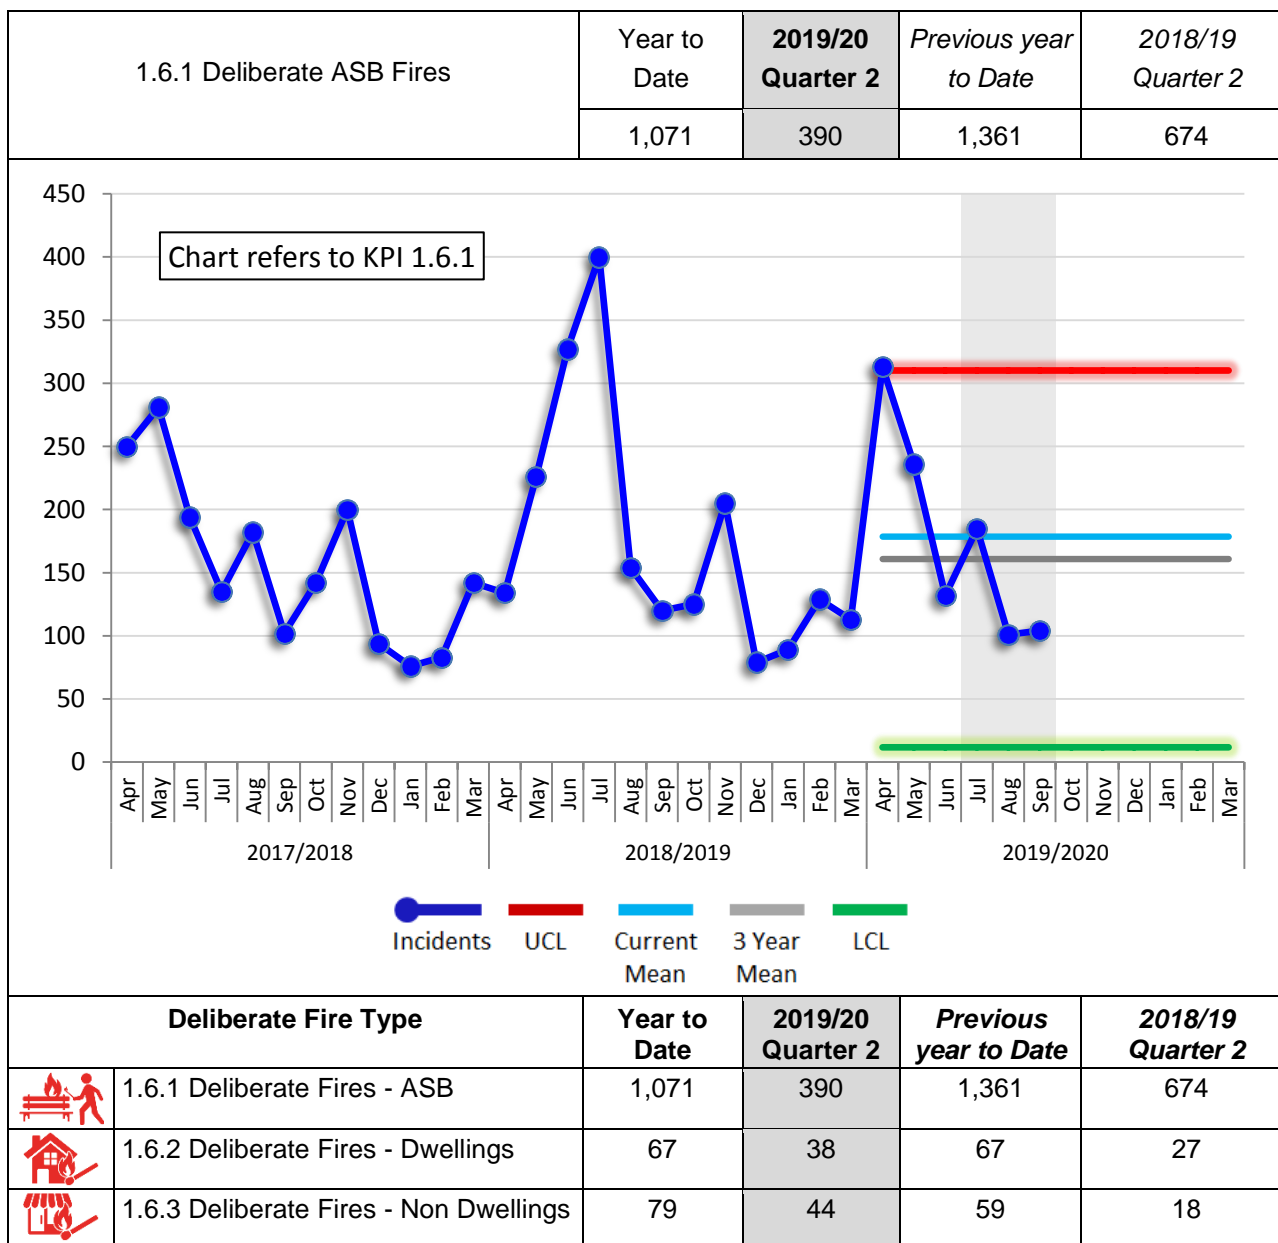 1.6.1 Deliberate ASB Fires
Year to Date
2019/20 Quarter 2
Previous year to Date
2018/19 Quarter 2
1,071
390
1,361
674
450
400
350
300
250
200
150
100
50
0
Chart refers to KPI 1.6.1
Apr May Jun Jul Aug Sep Oct Nov Dec Jan Feb Mar Apr May Jun Jul Aug Sep Oct Nov Dec Jan Feb Mar Apr May Jun Jul Aug Sep Oct Nov Dec Jan Feb Mar
2017/2018 2018/2019 2019/2020
Incidents
UCL
Current
Mean
3 Year
Mean
LCL
Deliberate Fire Type
Year to Date
2019/20 Quarter 2
Previous year to Date
2018/19 Quarter 2
1.6.1 Deliberate Fires - ASB 1,071 390 1,361 674
1.6.2 Deliberate Fires - Dwellings 67 38 67 27
1.6.3 Deliberate Fires - Non Dwellings 79 44 59 18